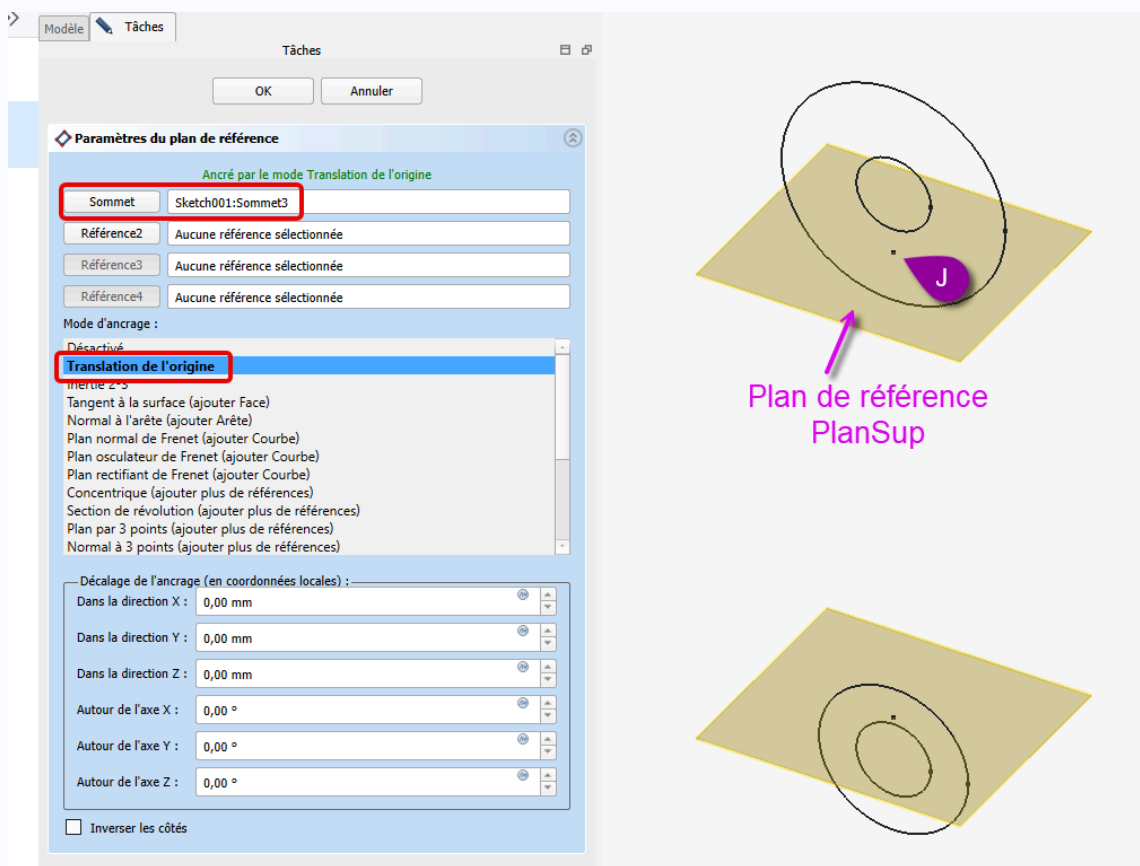 Modèle
Tâches
Tâches
OK
Annuler
Paramètres du plan de référence
Ancré par le mode Translation de l'origine
Sommet
Sketch001:Sommet3
Référence2
Aucune référence sélectionnée
Référence3
Aucune référence sélectionnée
Référence4
Aucune référence sélectionnée
Mode d'ancrage :
Désactivé
Translation de l'origine
Inertie 2-3
Tangent à la surface (ajouter Face)
Normal à l'arête (ajouter Arête)
Plan normal de Frenet (ajouter Courbe)
Plan osculateur de Frenet (ajouter Courbe)
Plan rectifiant de Frenet (ajouter Courbe)
Concentrique (ajouter plus de références)
Section de révolution (ajouter plus de références)
Plan par 3 points (ajouter plus de références)
Normal à 3 points (ajouter plus de références)
Décalage de l'ancrage (en coordonnées locales) :
Dans la direction X : 0,00 mm
Dans la direction Y : 0,00 mm
Dans la direction Z : 0,00 mm
Autour de l'axe X : 0,00 °
Autour de l'axe Y : 0,00 °
Autour de l'axe Z : 0,00 °
Inverser les côtés
J
Plan de référence
PlanSup